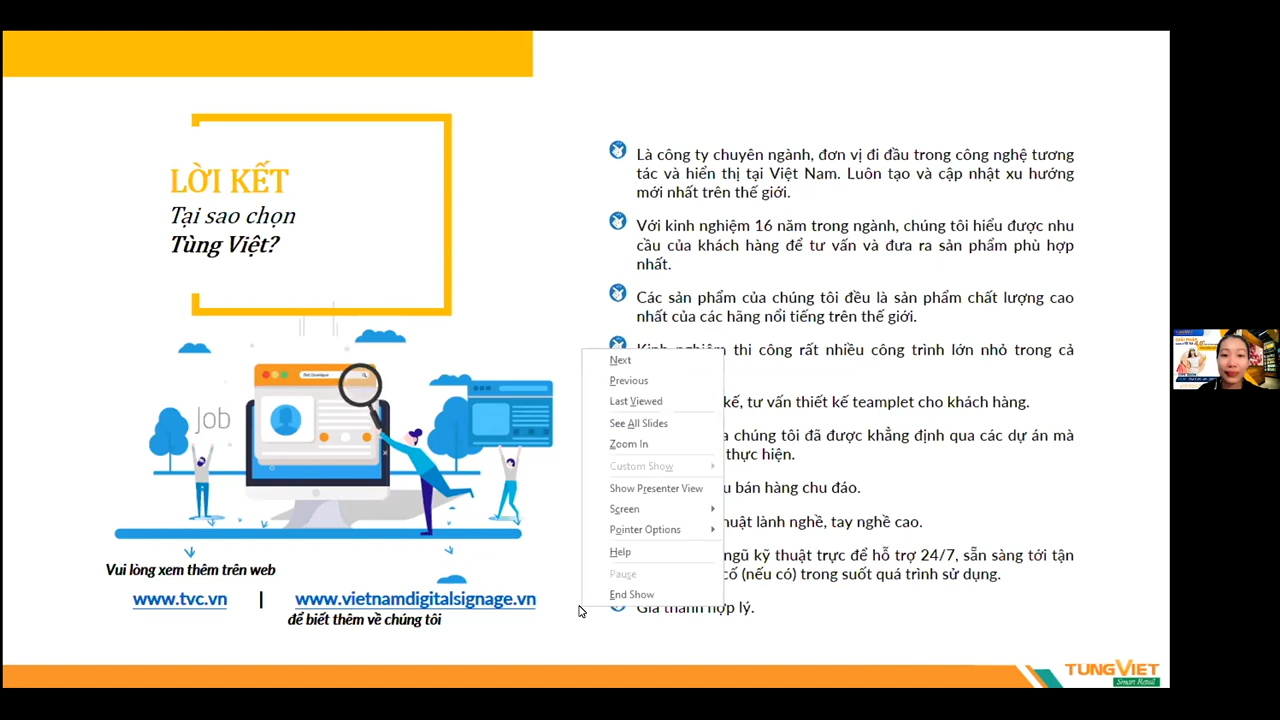 LỜI KẾT
Tại sao chọn
Tùng Việt?
Job
Vui lòng xem thêm trên web
www.tvc.vn | www.vietnamdigitalsignage.vn
để biết thêm về chúng tôi
Là công ty chuyên ngành, đơn vị đi đầu trong công nghệ tương
tác và hiển thị tại Việt Nam. Luôn tạo và cập nhật xu hướng
mới nhất trên thế giới.
Với kinh nghiệm 16 năm trong ngành, chúng tôi hiểu được nhu
cầu của khách hàng để tư vấn và đưa ra sản phẩm phù hợp
nhất.
Các sản phẩm của chúng tôi đều là sản phẩm chất lượng cao
nhất của các hãng nổi tiếng trên thế giới.
Kinh nghiệm thi công rất nhiều công trình lớn nhỏ trong cả
kế, tư vấn thiết kế teamplet cho khách hàng.
chúng tôi đã được khẳng định qua các dự án mà
thực hiện.
bán hàng chu đáo.
lành nghề, tay nghề cao.
ngũ kỹ thuật trực để hỗ trợ 24/7, sẵn sàng tới tận
cố (nếu có) trong suốt quá trình sử dụng.
Giá thành hợp lý.
Next
Previous
Last Viewed
See All Slides
Zoom In
Custom Show
Show Presenter View
Screen
Pointer Options
Help
Pause
End Show
TUNGVIET
Smart Retail